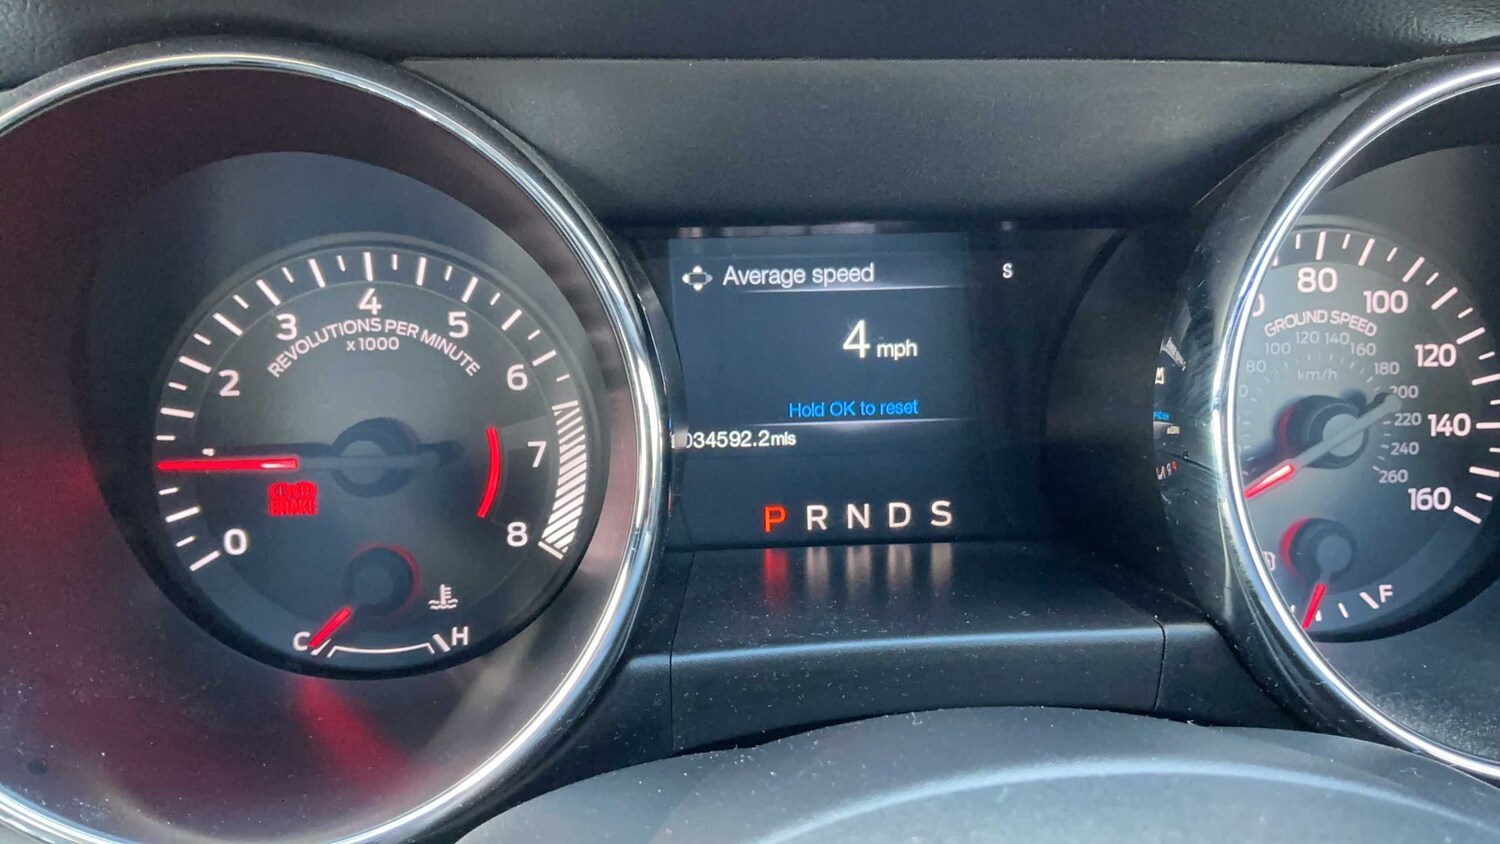 Average speed
S
4 mph
Hold OK to reset
034592.2mls
P R N D S
0
2
3
4
5
6
7
8
REVOLUTIONS PER MINUTE
x1000
BRAKE
C
H
80
100
120
140
160
GROUND SPEED
km/h
80
100
120
140
160
180
200
220
240
260
F